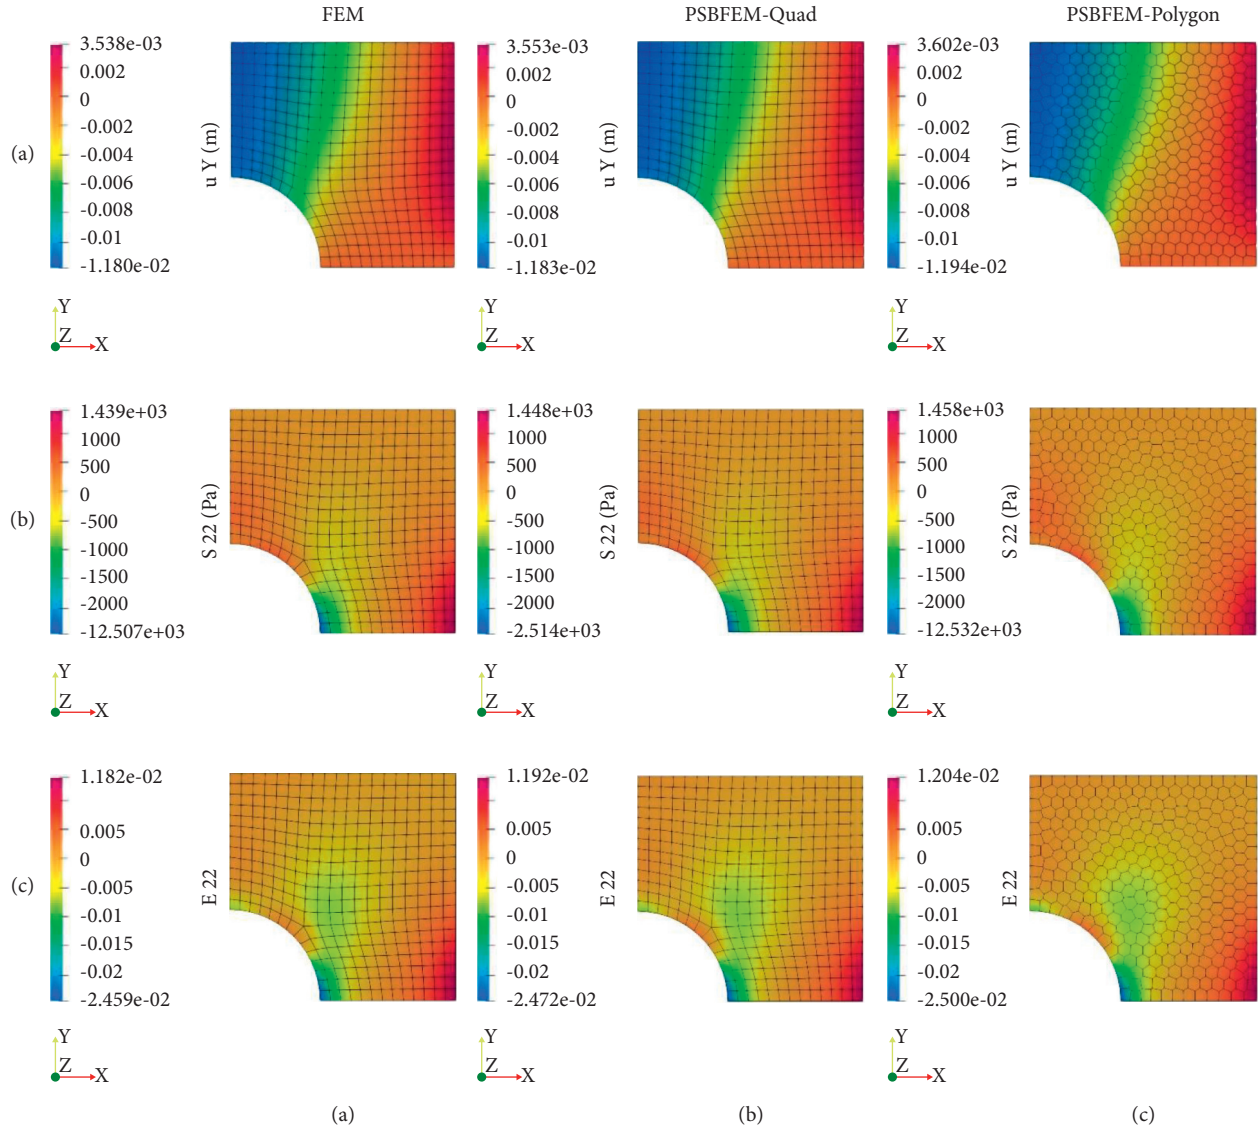 FEM
PSBFEM-Quad
PSBFEM-Polygon
(a)
3.538e-03
0.002
0
-0.002
-0.004
-0.006
-0.008
-0.01
-1.180e-02
u Y (m)
3.553e-03
0.002
0
-0.002
-0.004
-0.006
-0.008
-0.01
-1.183e-02
u Y (m)
3.602e-03
0.002
0
-0.002
-0.004
-0.006
-0.008
-0.01
-1.194e-02
u Y (m)
Y
Z
X
Y
Z
X
Y
Z
X
(b)
1.439e+03
1000
500
0
-500
-1000
-1500
-2000
-12.507e+03
S 22 (Pa)
1.448e+03
1000
500
0
-500
-1000
-1500
-2000
-2.514e+03
S 22 (Pa)
1.458e+03
1000
500
0
-500
-1000
-1500
-2000
-12.532e+03
S 22 (Pa)
Y
Z
X
Y
Z
X
Y
Z
X
(c)
1.182e-02
0.005
0
-0.005
-0.01
-0.015
-0.02
-2.459e-02
E 22
1.192e-02
0.005
0
-0.005
-0.01
-0.015
-0.02
-2.472e-02
E 22
1.204e-02
0.005
0
-0.005
-0.01
-0.015
-0.02
-2.500e-02
E 22
Y
Z
X
Y
Z
X
Y
Z
X
(a)
(b)
(c)